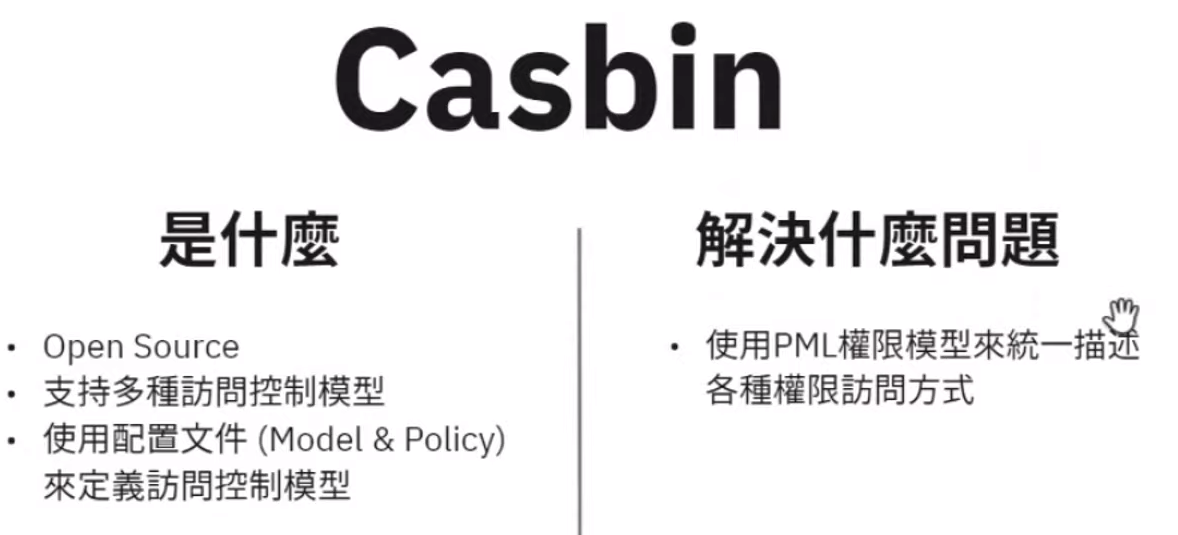 Casbin
是什麼
• Open Source
• 支持多種訪問控制模型
• 使用配置文件 (Model & Policy)
來定義訪問控制模型
解決什麼問題
• 使用PML權限模型來統一描述
各種權限訪問方式